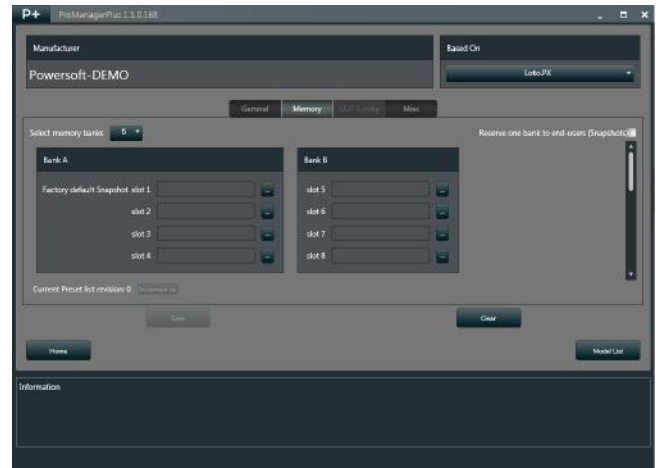 P+ ProManagerPlus 1.1.0.168
Manufacturer
Based On
Powersoft-DEMO
Loto.PX
General Memory OUT Config Misc
Select memory banks: 5
Reserve one bank to end-users (Snapshots)
Bank A
Bank B
Factory default Snapshot slot 1
slot 5
slot 2
slot 6
slot 3
slot 7
slot 4
slot 8
Current Preset list revision: 0
Save
Clear
Home
Model List
Information